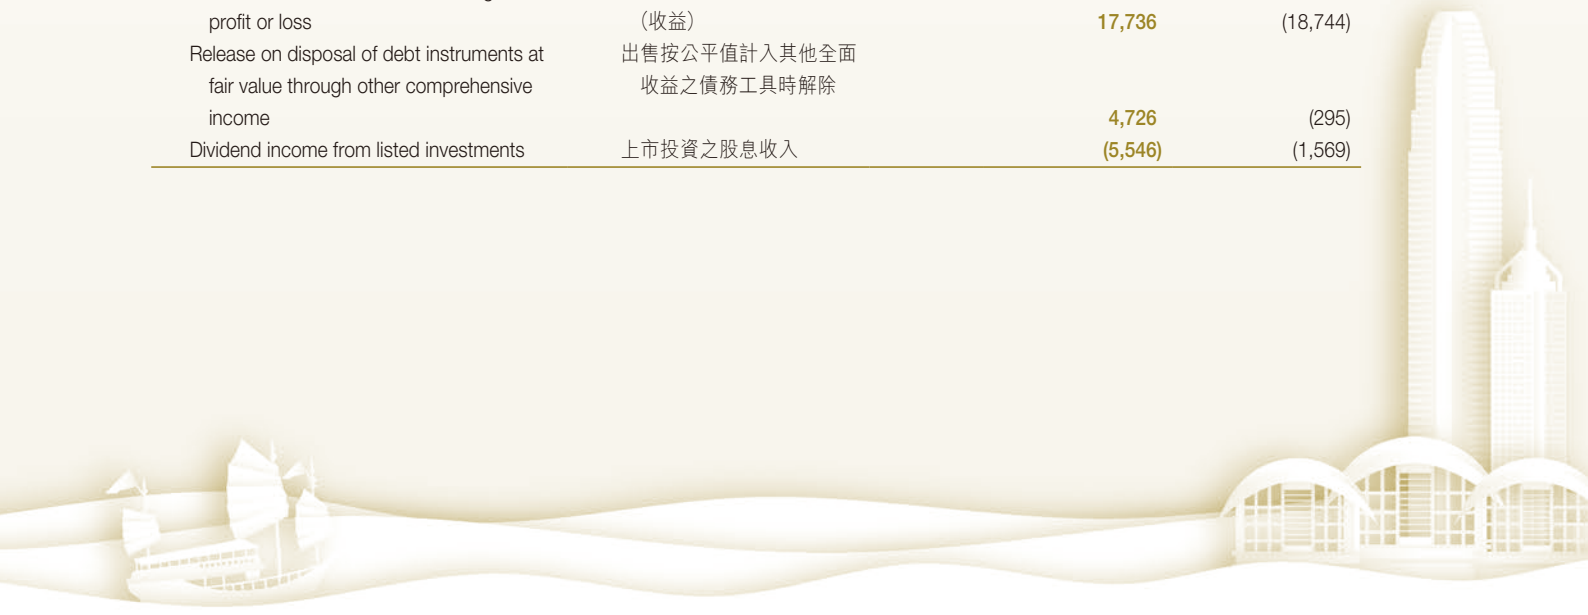 profit or loss （收益） 17,736 (18,744)
Release on disposal of debt instruments at 出售按公平值計入其他全面
fair value through other comprehensive 收益之債務工具時解除
income 4,726 (295)
Dividend income from listed investments 上市投資之股息收入 (5,546) (1,569)